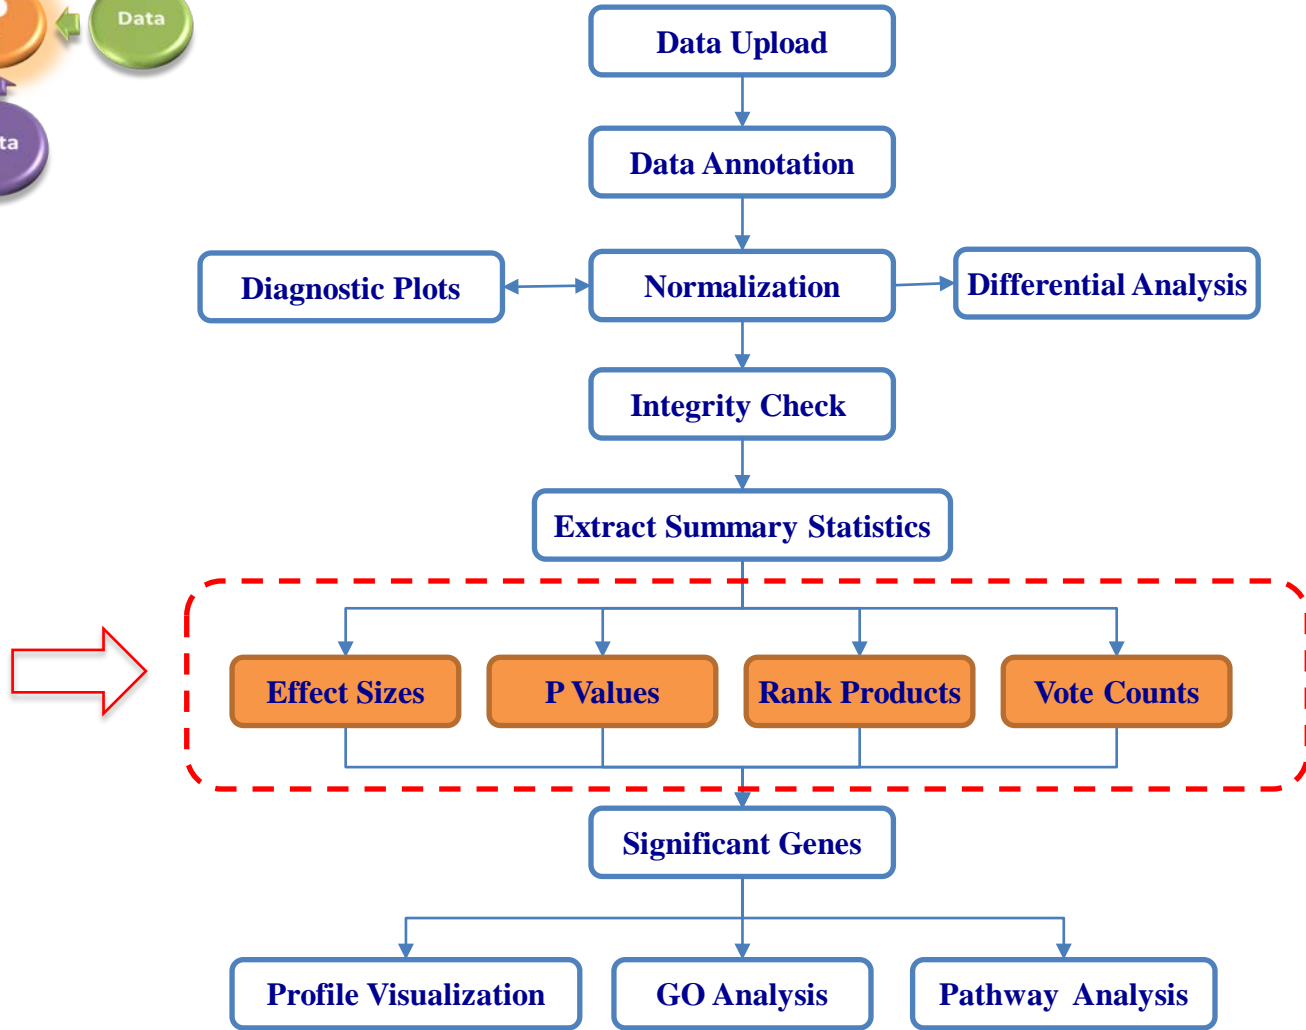 Data
ta
Data Upload
Data Annotation
Diagnostic Plots
Normalization
Differential Analysis
Integrity Check
Extract Summary Statistics
Effect Sizes
P Values
Rank Products
Vote Counts
Significant Genes
Profile Visualization
GO Analysis
Pathway Analysis